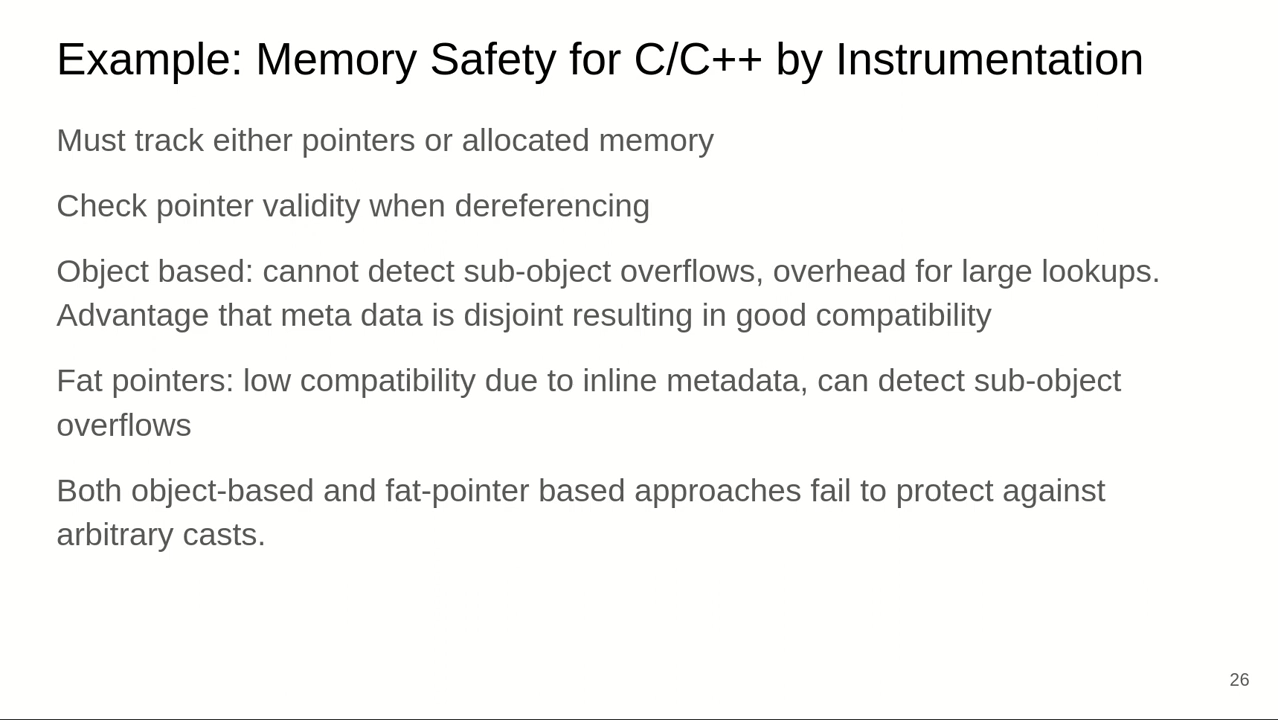 Example: Memory Safety for C/C++ by Instrumentation
Must track either pointers or allocated memory
Check pointer validity when dereferencing
Object based: cannot detect sub-object overflows, overhead for large lookups.
Advantage that meta data is disjoint resulting in good compatibility
Fat pointers: low compatibility due to inline metadata, can detect sub-object
overflows
Both object-based and fat-pointer based approaches fail to protect against
arbitrary casts.
26